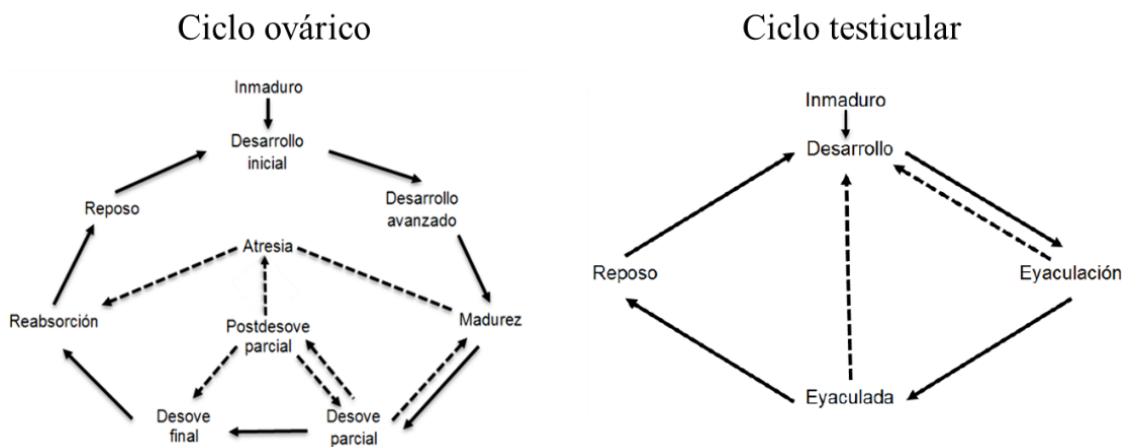 Ciclo ovárico
Inmaduro
Desarrollo
inicial
Desarrollo
avanzado
Reposo
Atresia
Reabsorción
Postdesove
parcial
Madurez
Desove
final
Desove
parcial
Ciclo testicular
Inmaduro
Desarrollo
Reposo
Eyaculación
Eyaculada